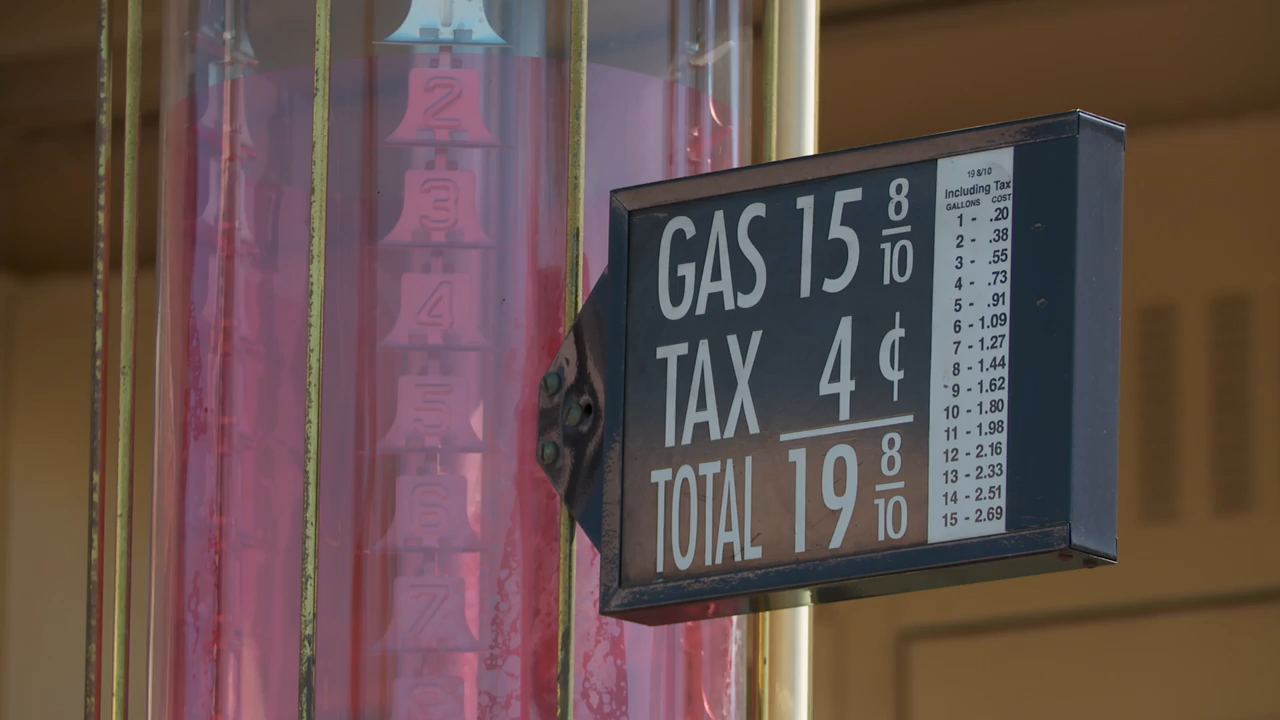 2
3
4
5
6
7
GAS 15 8/10
TAX 4 ¢
TOTAL 19 8/10
19 8/10
Including Tax
GALLONS COST
1 - .20
2 - .38
3 - .55
4 - .73
5 - .91
6 - 1.09
7 - 1.27
8 - 1.44
9 - 1.62
10 - 1.80
11 - 1.98
12 - 2.16
13 - 2.33
14 - 2.51
15 - 2.69